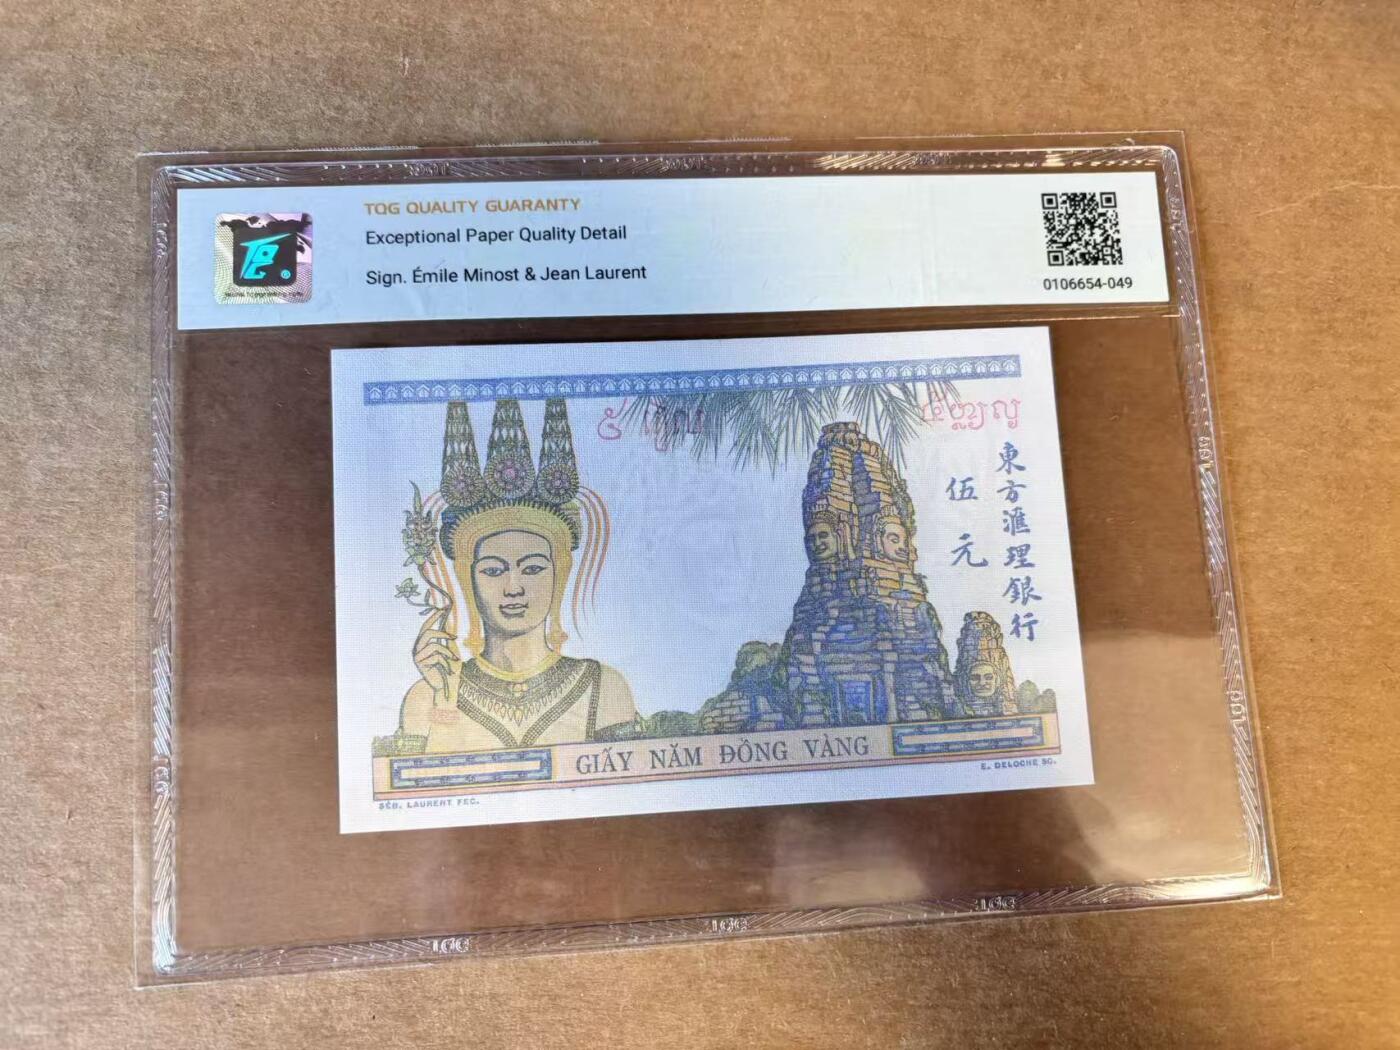 TQG QUALITY GUARANTY
Exceptional Paper Quality Detail
Sign. Émile Minost & Jean Laurent
0106654-049
東方滙理銀行
伍元
GIẤY NĂM ĐỒNG VÀNG
SÉB. LAURENT FEC.
E. DELOCHE SC.